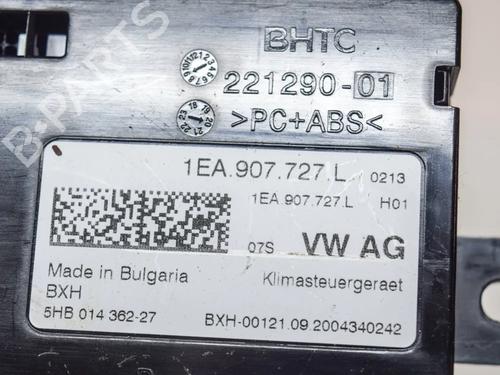 BHTC
221290-01
>PC+ABS<
1EA.907.727.L 0213
1EA.907.727.L H01
07S VW AG
Made in Bulgaria Klimasteuergeraet
BXH
5HB 014 362-27 BXH-00121.09.2004340242
B-PARTS